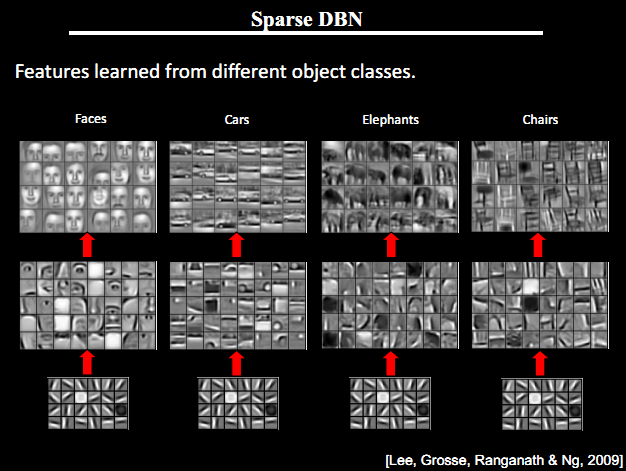 Sparse DBN
Features learned from different object classes.
Faces Cars Elephants Chairs
[Lee, Grosse, Ranganath & Ng, 2009]